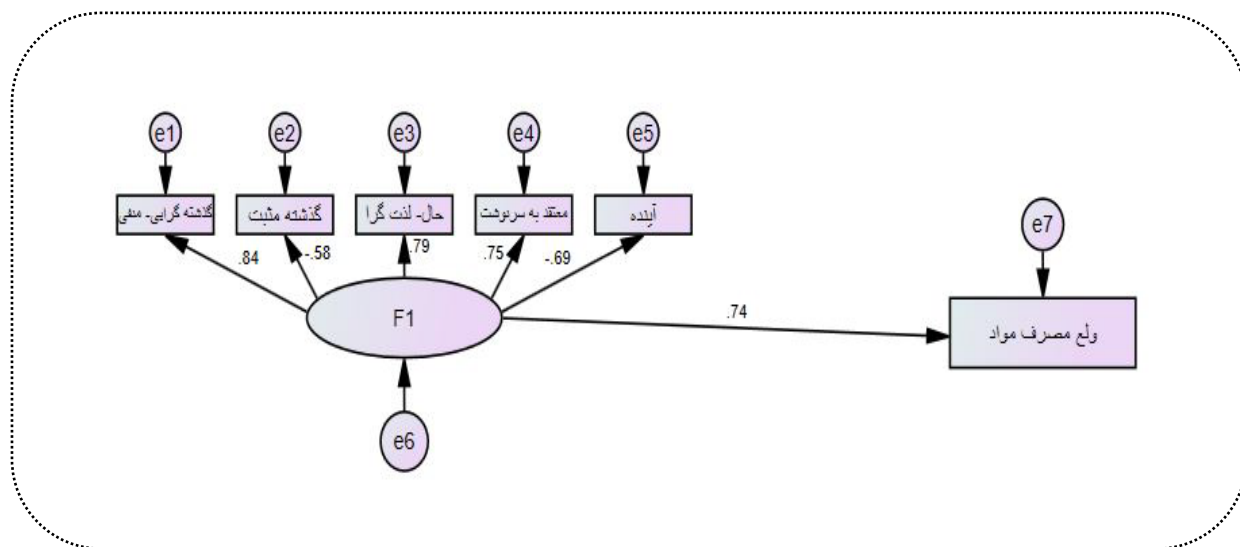 e1 e2 e3 e4 e5
گذشته گرایی- منفی
گذشته مثبت
حال- لذت گرا
معتقد به سرنوشت
آینده
e7
.84
-.58
.79
.75
-.69
F1
.74
ولع مصرف مواد
e6